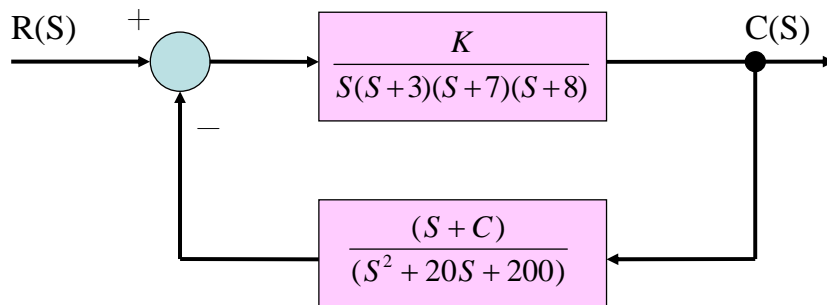 R(S)
+
K
S(S+3)(S+7)(S+8)
C(S)
−
(S+C)
(S²+20S+200)